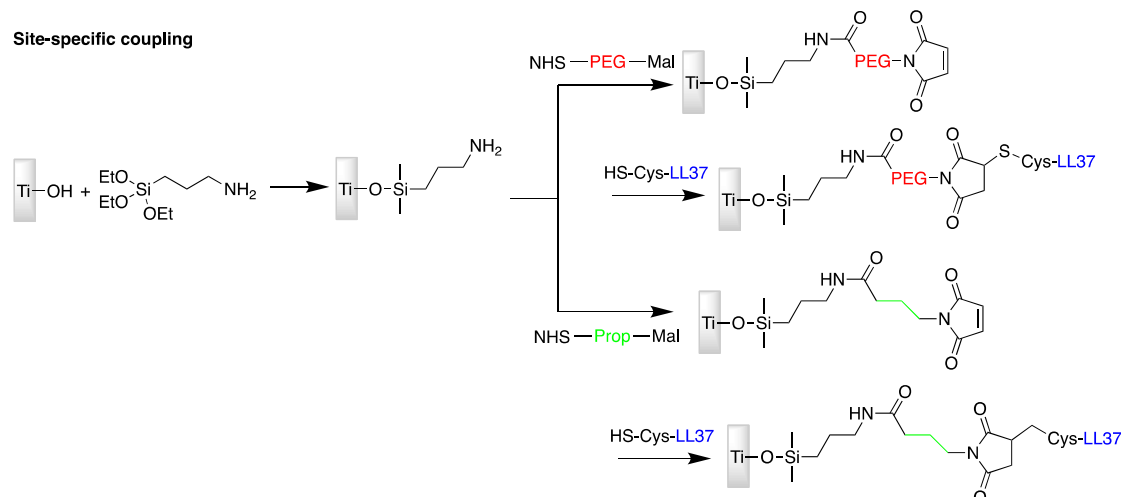 Site-specific coupling
NHS—PEG—Mal
Ti—O—Si HN O PEG—N O O
Ti—OH + EtO EtO Si OEt NH2
Ti—O—Si NH2
HS-Cys-LL37
Ti—O—Si HN O PEG—N O O S Cys-LL37
NHS—Prop—Mal
Ti—O—Si HN O N O O
HS-Cys-LL37
Ti—O—Si HN O N O O Cys-LL37